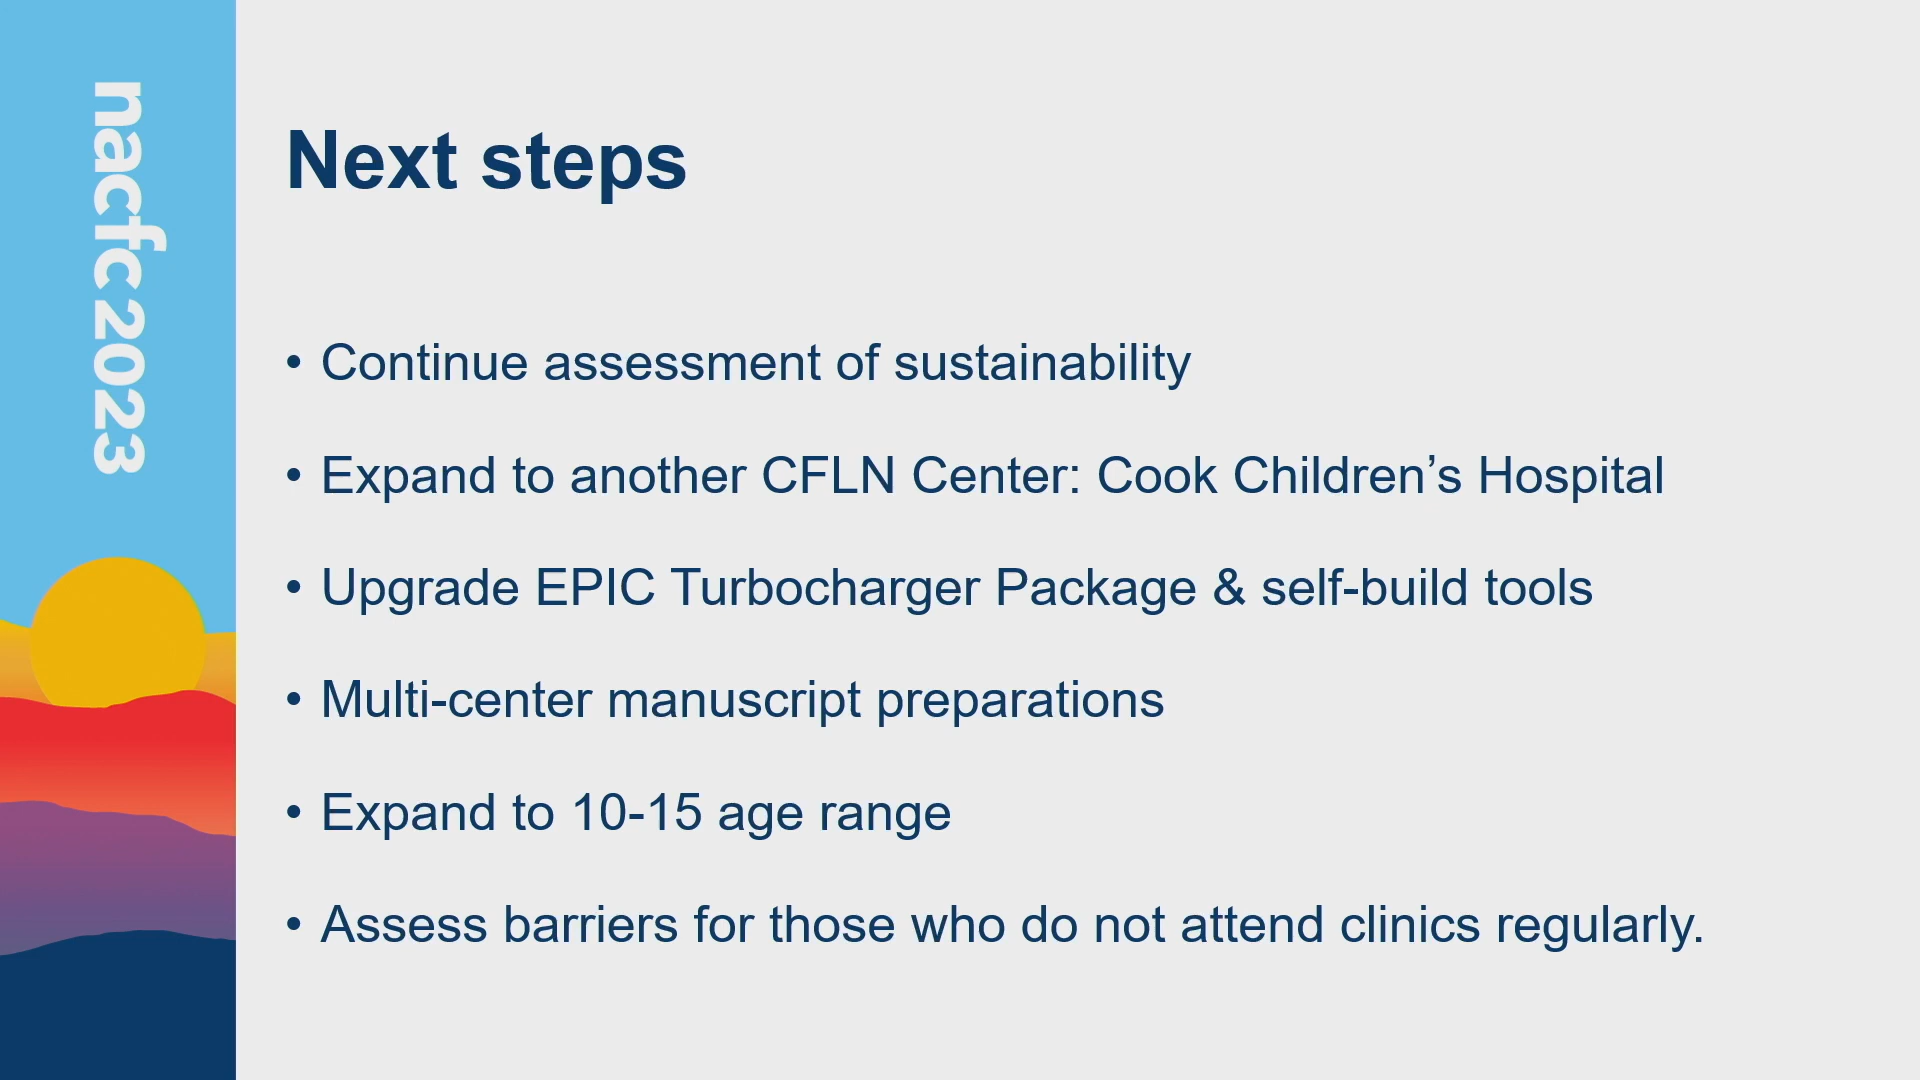 nacfc 2023
Next steps
• Continue assessment of sustainability
• Expand to another CFLN Center: Cook Children’s Hospital
• Upgrade EPIC Turbocharger Package & self-build tools
• Multi-center manuscript preparations
• Expand to 10-15 age range
• Assess barriers for those who do not attend clinics regularly.